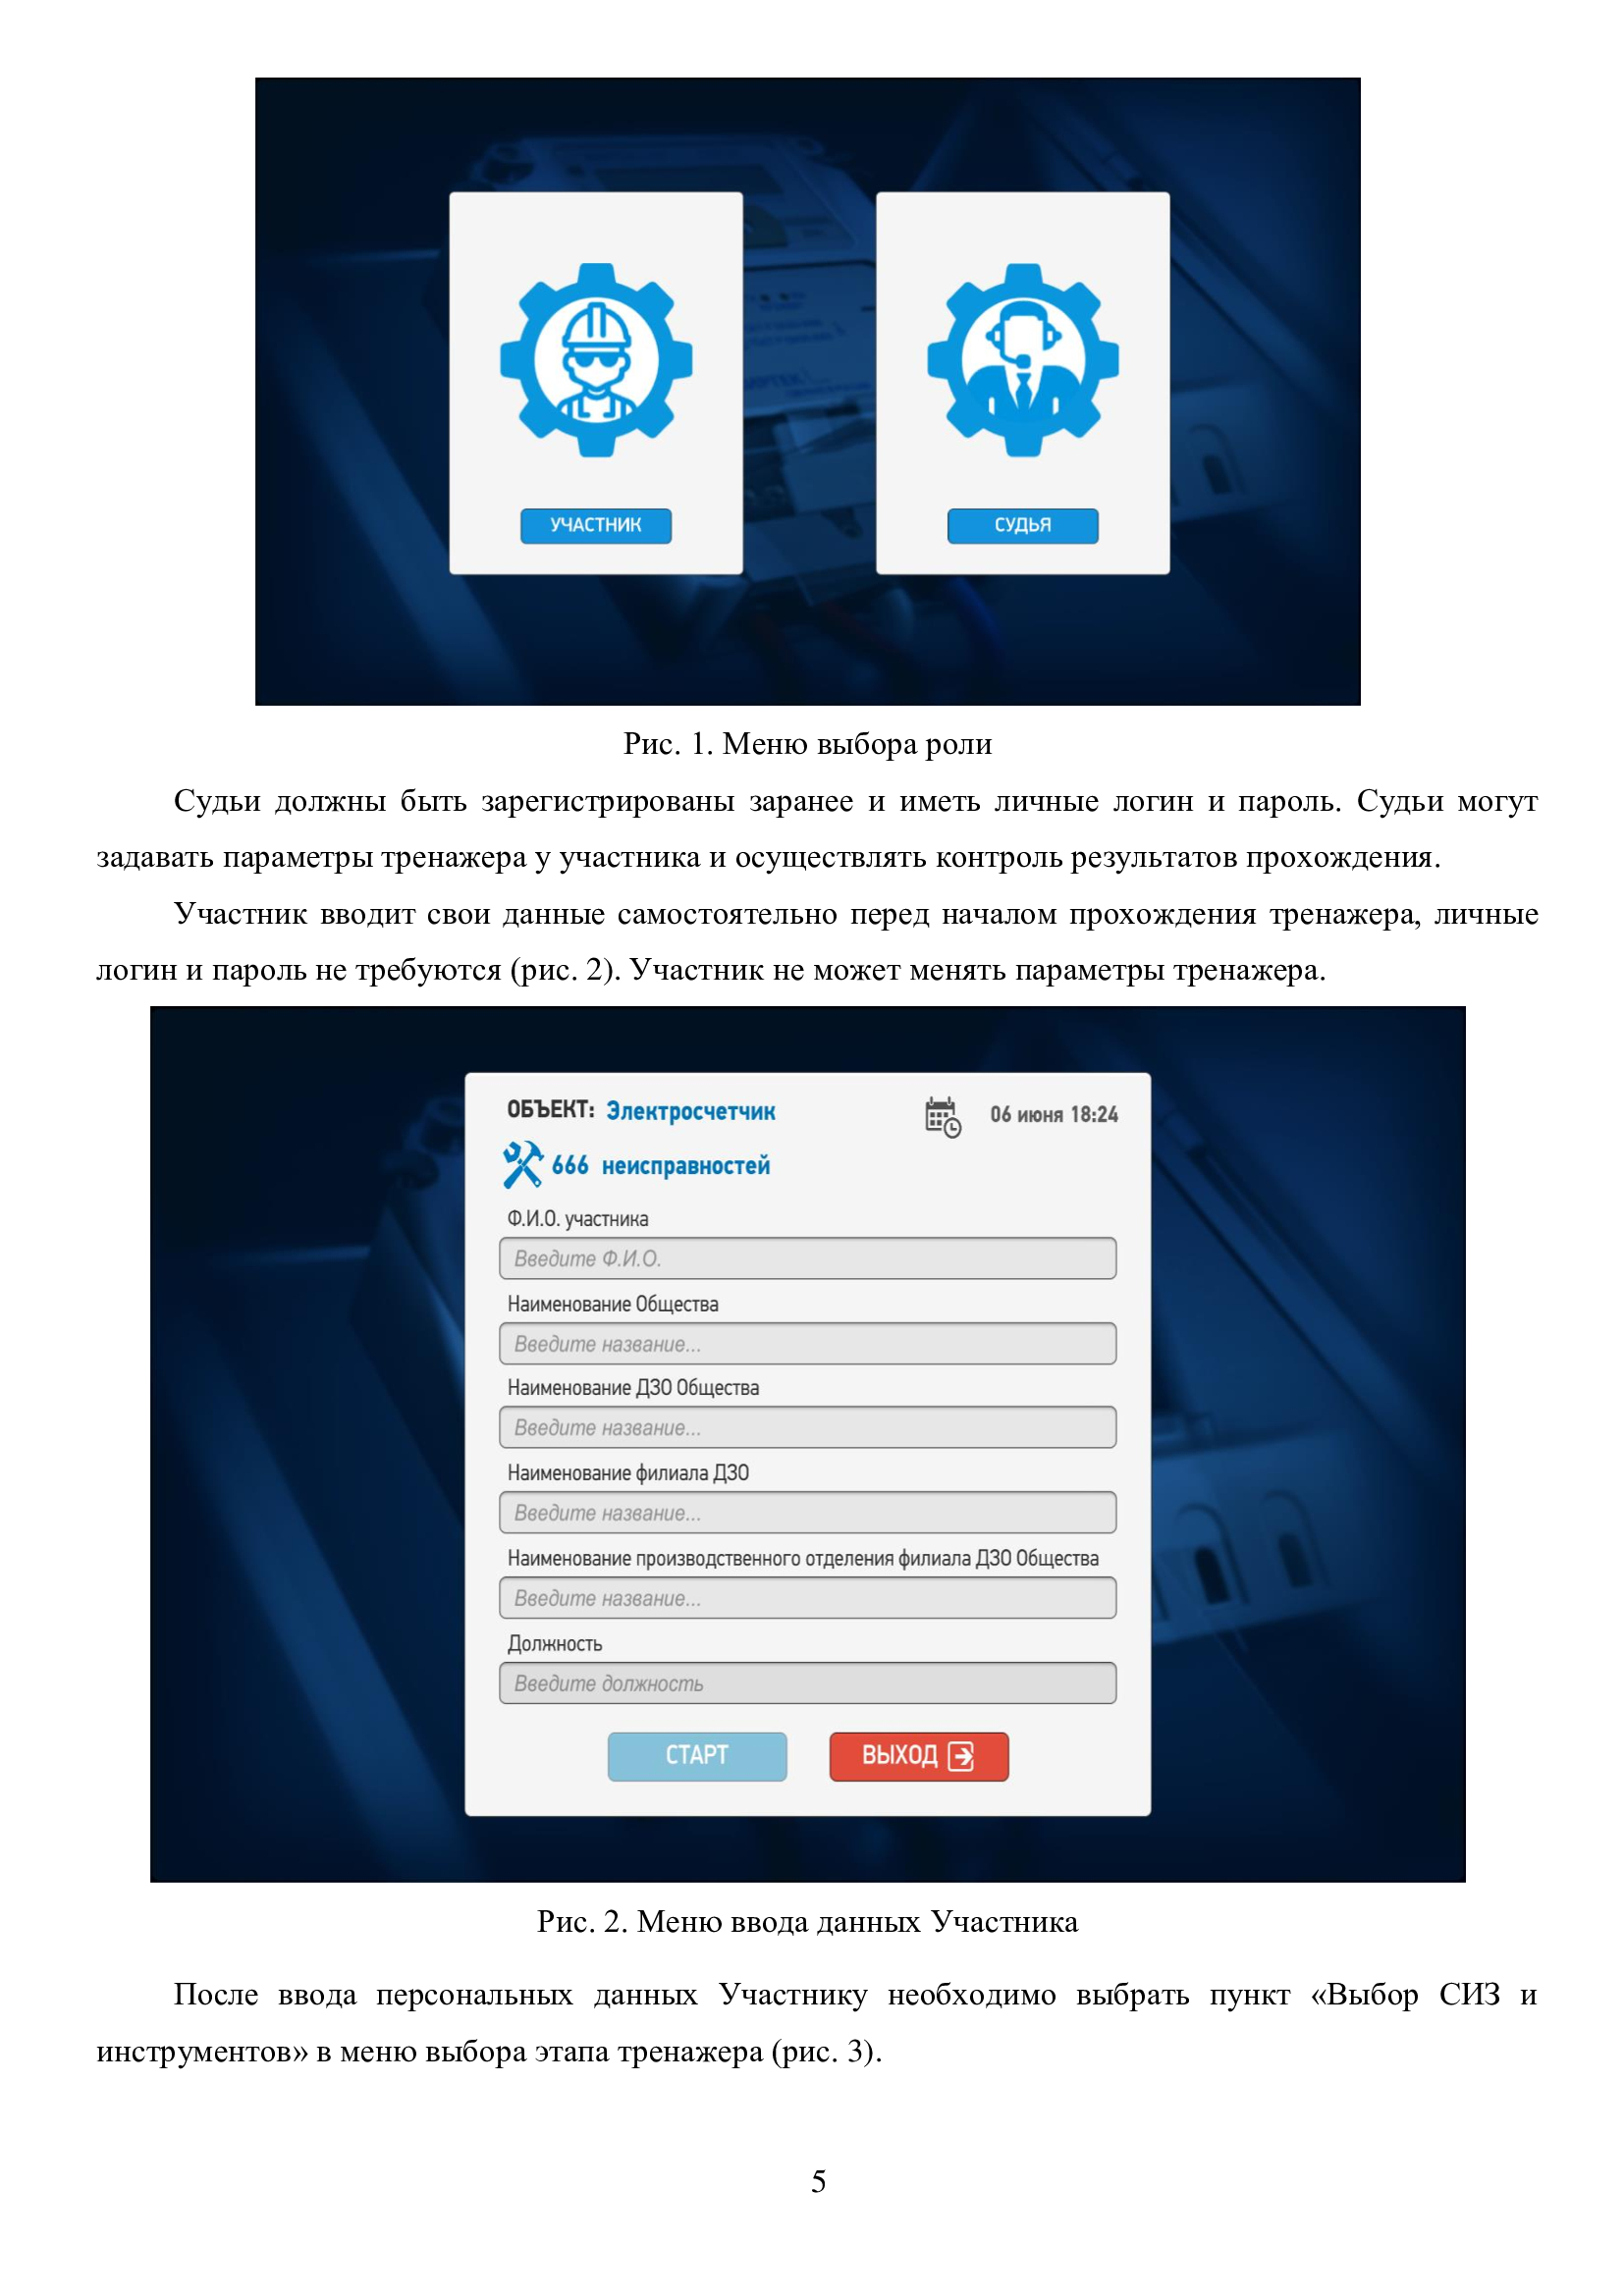 УЧАСТНИК
СУДЬЯ
Рис. 1. Меню выбора роли
Судьи должны быть зарегистрированы заранее и иметь личные логин и пароль. Судьи могут
задавать параметры тренажера у участника и осуществлять контроль результатов прохождения.
Участник вводит свои данные самостоятельно перед началом прохождения тренажера, личные
логин и пароль не требуются (рис. 2). Участник не может менять параметры тренажера.
ОБЪЕКТ: Электросчетчик
06 июня 18:24
666 неисправностей
Ф.И.О. участника
Введите Ф.И.О.
Наименование Общества
Введите название...
Наименование ДЗО Общества
Введите название...
Наименование филиала ДЗО
Введите название...
Наименование производственного отделения филиала ДЗО Общества
Введите название...
Должность
Введите должность
СТАРТ
ВЫХОД
Рис. 2. Меню ввода данных Участника
После ввода персональных данных Участнику необходимо выбрать пункт «Выбор СИЗ и
инструментов» в меню выбора этапа тренажера (рис. 3).
5